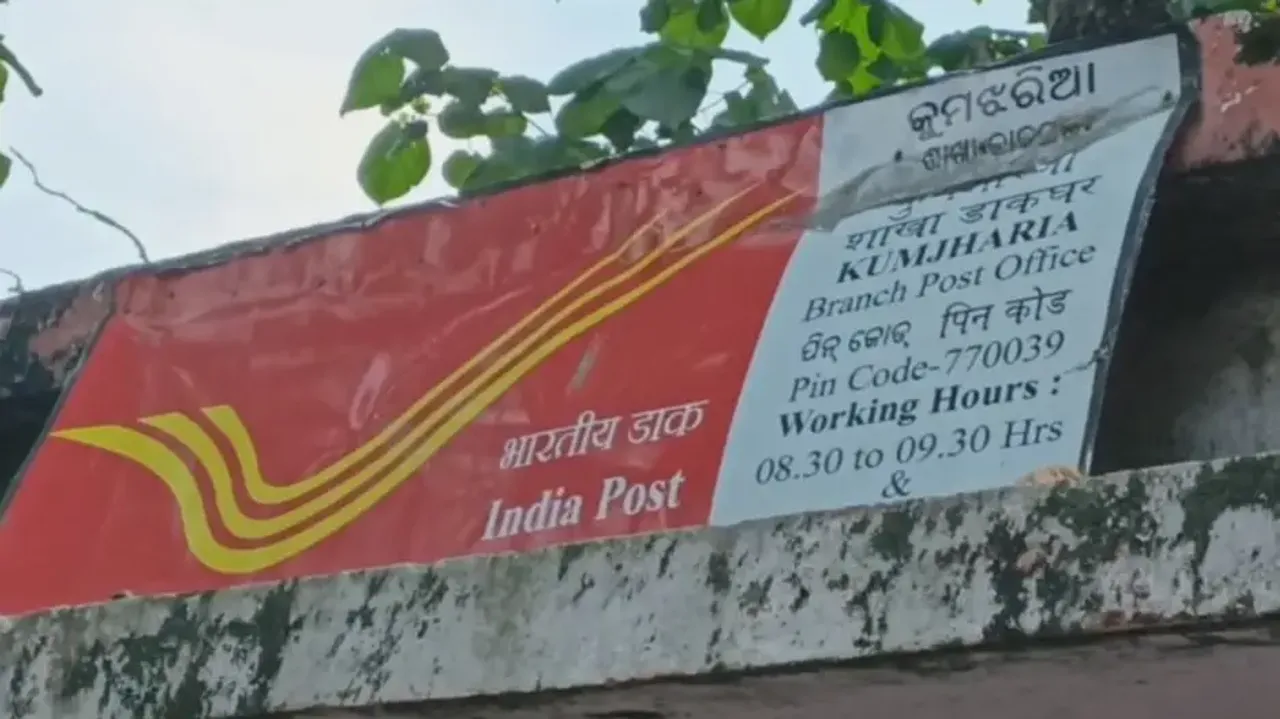 କୁମଝରିଆ
ଶାଖା
शाखा डाकघर
KUMJHARIA
Branch Post Office
ପିନ୍ କୋଡ୍ पिन कोड
Pin Code-770039
Working Hours :
08.30 to 09.30 Hrs
&
भारतीय डाक
India Post